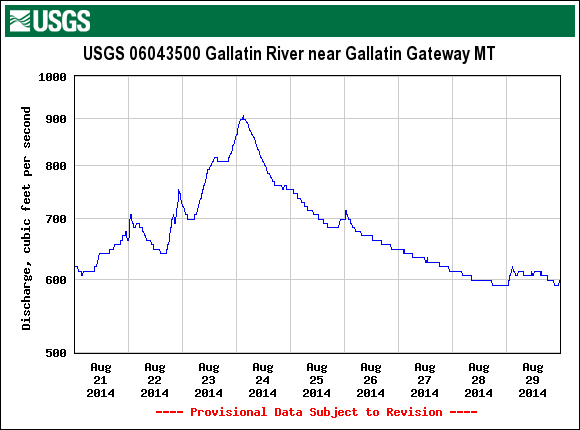 USGS
USGS 06043500 Gallatin River near Gallatin Gateway MT
Discharge, cubic feet per second
1000
900
800
700
600
500
Aug 21 2014
Aug 22 2014
Aug 23 2014
Aug 24 2014
Aug 25 2014
Aug 26 2014
Aug 27 2014
Aug 28 2014
Aug 29 2014
---- Provisional Data Subject to Revision ----